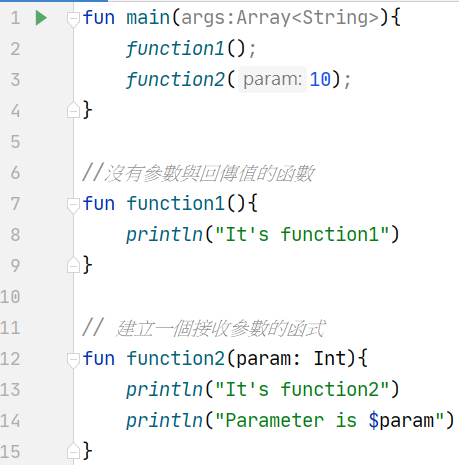 1 fun main(args:Array<String>){
2 function1();
3 function2( param: 10);
4 }
5
6 //沒有參數與回傳值的函數
7 fun function1(){
8 println("It's function1")
9 }
10
11 // 建立一個接收參數的函式
12 fun function2(param: Int){
13 println("It's function2")
14 println("Parameter is $param")
15 }